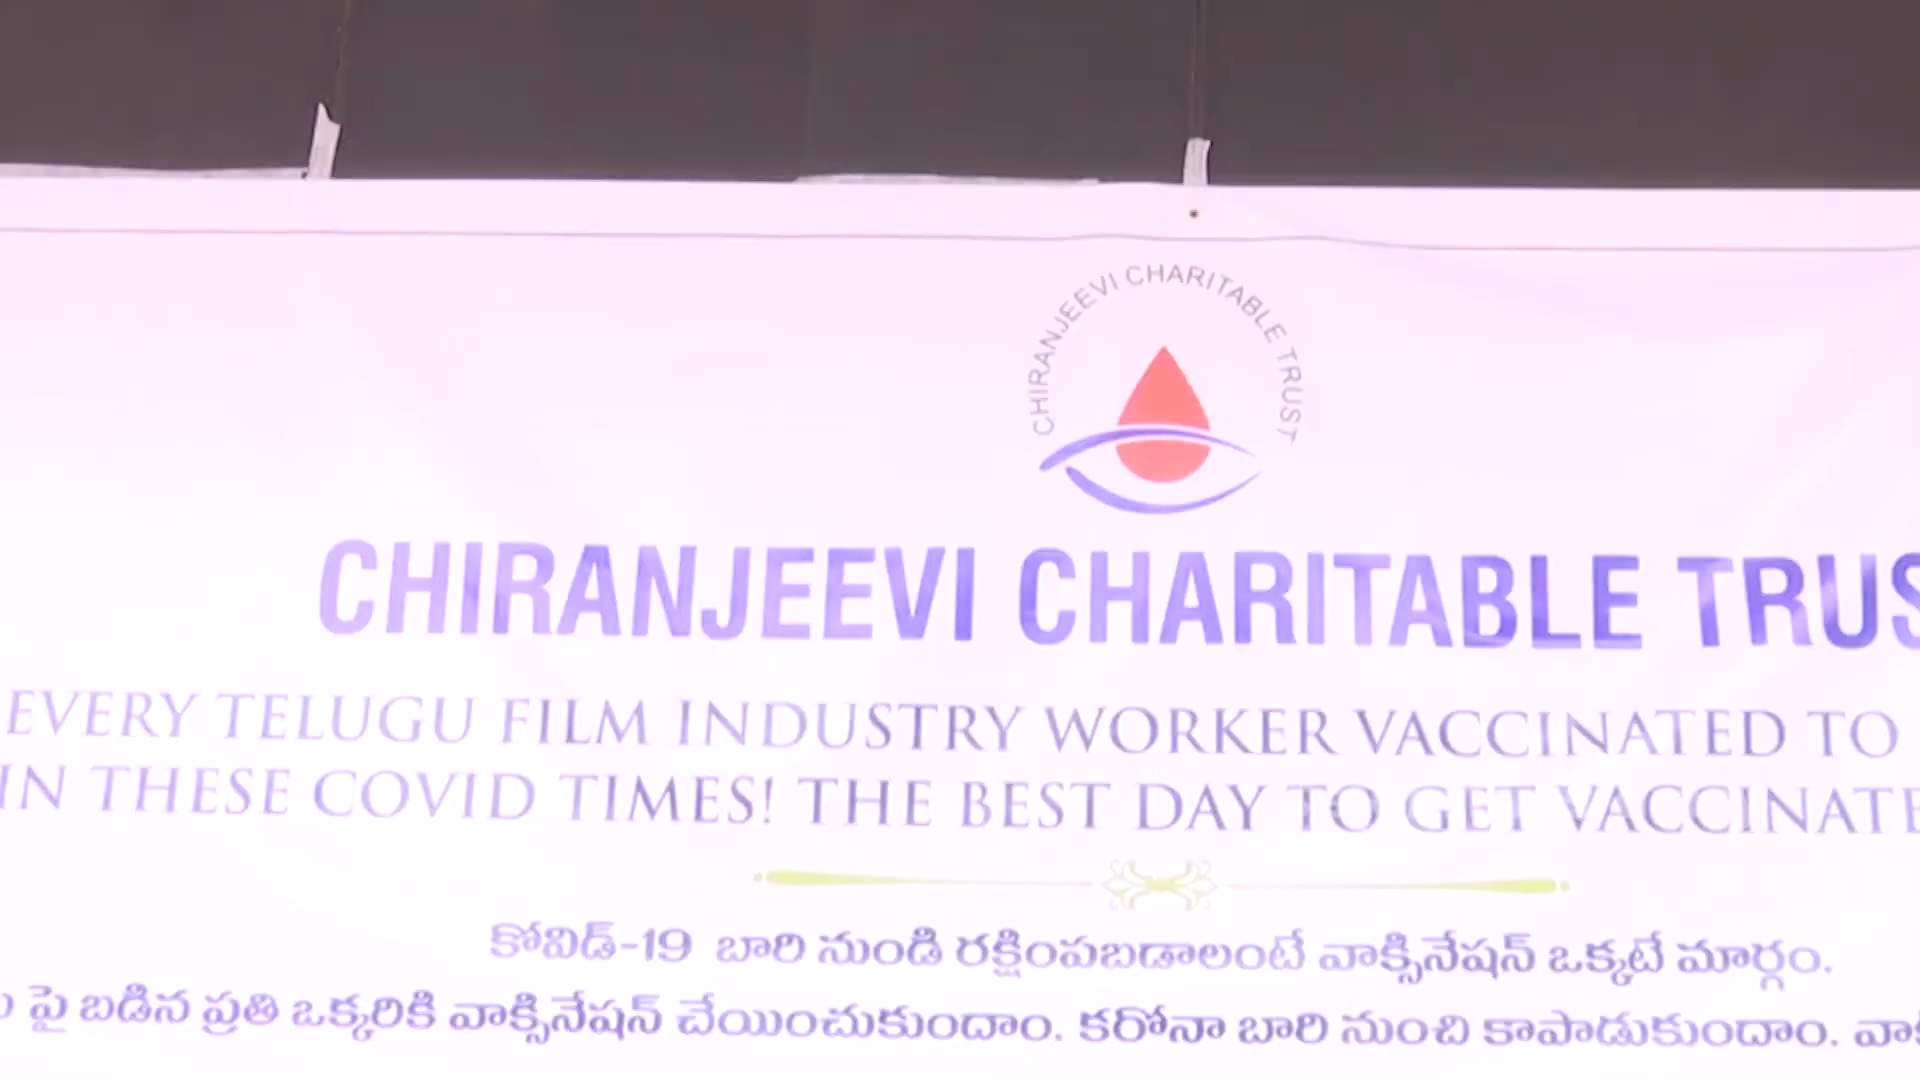 CHIRANJEEVI CHARITABLE TRUST
CHIRANJEEVI CHARITABLE TRUS
EVERY TELUGU FILM INDUSTRY WORKER VACCINATED TO
IN THESE COVID TIMES! THE BEST DAY TO GET VACCINATE
కోవిడ్-19 బారి నుండి రక్షింపబడాలంటే వాక్సినేషన్ ఒక్కటే మార్గం.
పై బడిన ప్రతి ఒక్కరికి వాక్సినేషన్ చేయించుకుందాం. కరోనా బారి నుంచి కాపాడుకుందాం.